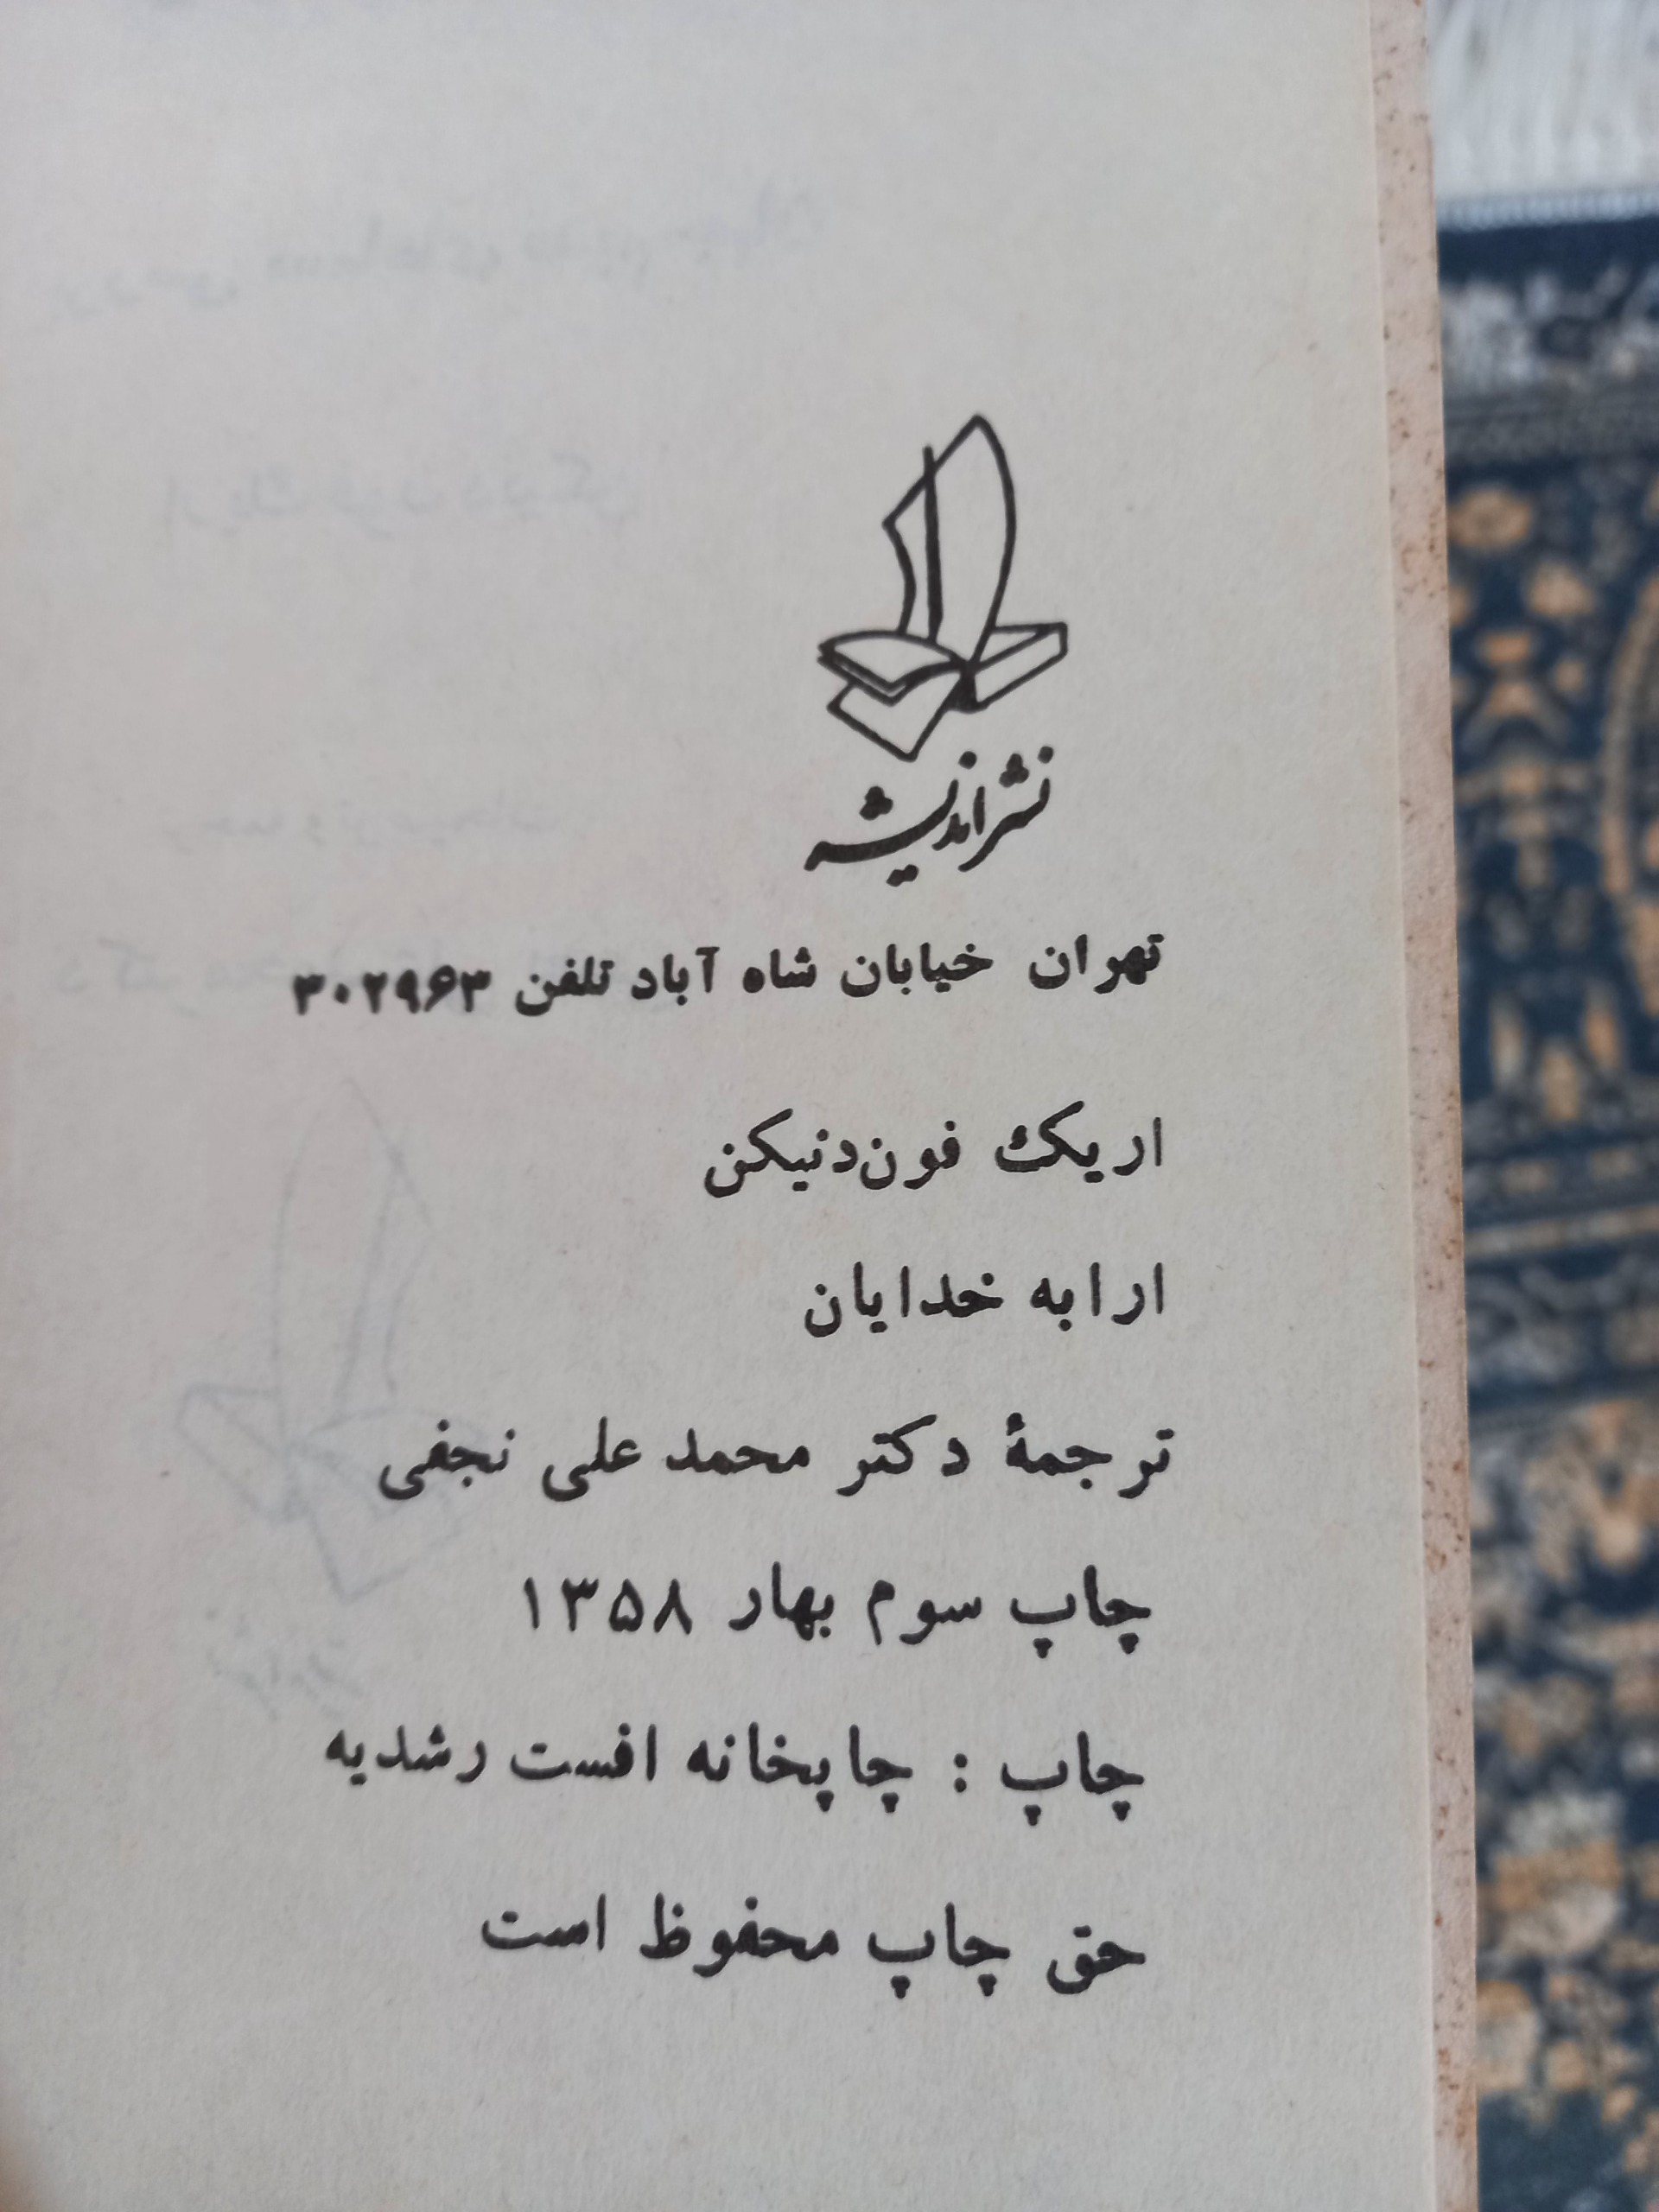 نشر اندیشه
تهران خیابان شاه آباد تلفن ۳۰۲۹۶۳
اریک فون‌دنیکن
ارابه خدایان
ترجمهٔ دکتر محمد علی نجفی
چاپ سوم بهار ۱۳۵۸
چاپ : چاپخانه افست رشدیه
حق چاپ محفوظ است